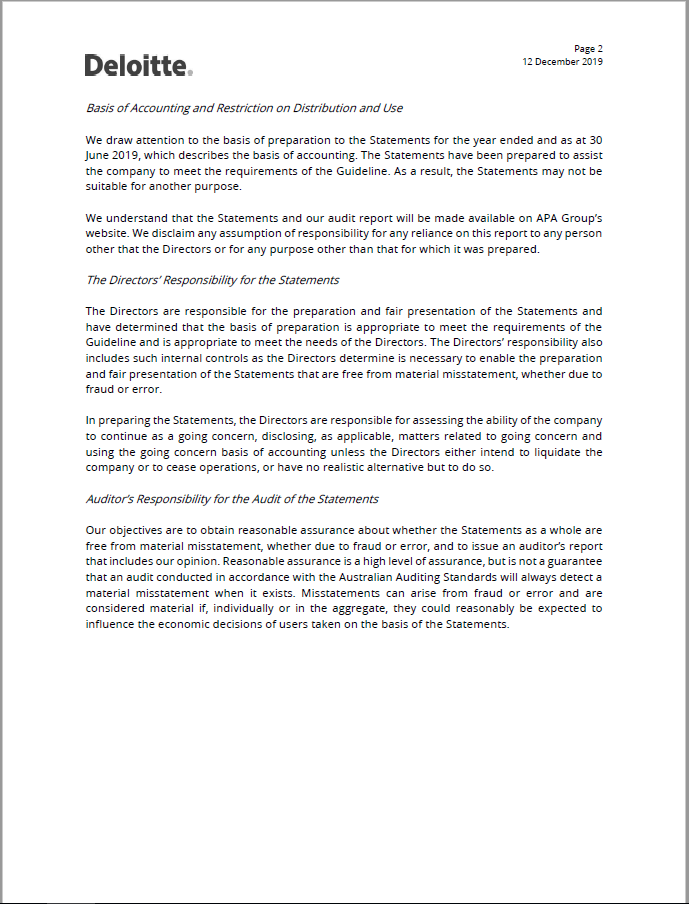 Deloitte.
Page 2
12 December 2019
Basis of Accounting and Restriction on Distribution and Use
We draw attention to the basis of preparation to the Statements for the year ended and as at 30
June 2019, which describes the basis of accounting. The Statements have been prepared to assist
the company to meet the requirements of the Guideline. As a result, the Statements may not be
suitable for another purpose.
We understand that the Statements and our audit report will be made available on APA Group's
website. We disclaim any assumption of responsibility for any reliance on this report to any person
other that the Directors or for any purpose other than that for which it was prepared.
The Directors' Responsibility for the Statements
The Directors are responsible for the preparation and fair presentation of the Statements and
have determined that the basis of preparation is appropriate to meet the requirements of the
Guideline and is appropriate to meet the needs of the Directors. The Directors' responsibility also
includes such internal controls as the Directors determine is necessary to enable the preparation
and fair presentation of the Statements that are free from material misstatement, whether due to
fraud or error.
In preparing the Statements, the Directors are responsible for assessing the ability of the company
to continue as a going concern, disclosing, as applicable, matters related to going concern and
using the going concern basis of accounting unless the Directors either intend to liquidate the
company or to cease operations, or have no realistic alternative but to do so.
Auditor's Responsibility for the Audit of the Statements
Our objectives are to obtain reasonable assurance about whether the Statements as a whole are
free from material misstatement, whether due to fraud or error, and to issue an auditor's report
that includes our opinion. Reasonable assurance is a high level of assurance, but is not a guarantee
that an audit conducted in accordance with the Australian Auditing Standards will always detect a
material misstatement when it exists. Misstatements can arise from fraud or error and are
considered material if, individually or in the aggregate, they could reasonably be expected to
influence the economic decisions of users taken on the basis of the Statements.